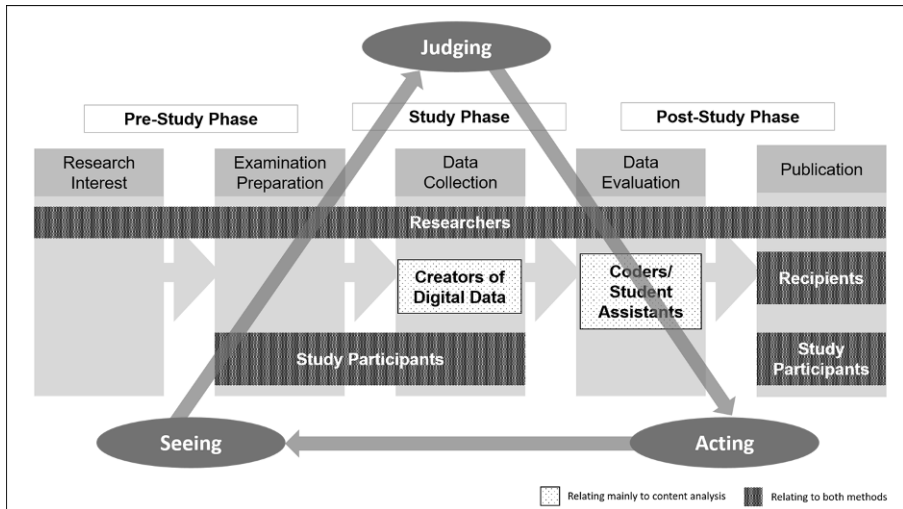 Judging
Pre-Study Phase
Study Phase
Post-Study Phase
Research
Interest
Examination
Preparation
Data
Collection
Data
Evaluation
Publication
Researchers
Creators of
Digital Data
Coders/
Student
Assistants
Recipients
Study Participants
Study
Participants
Seeing
Acting
Relating mainly to content analysis
Relating to both methods